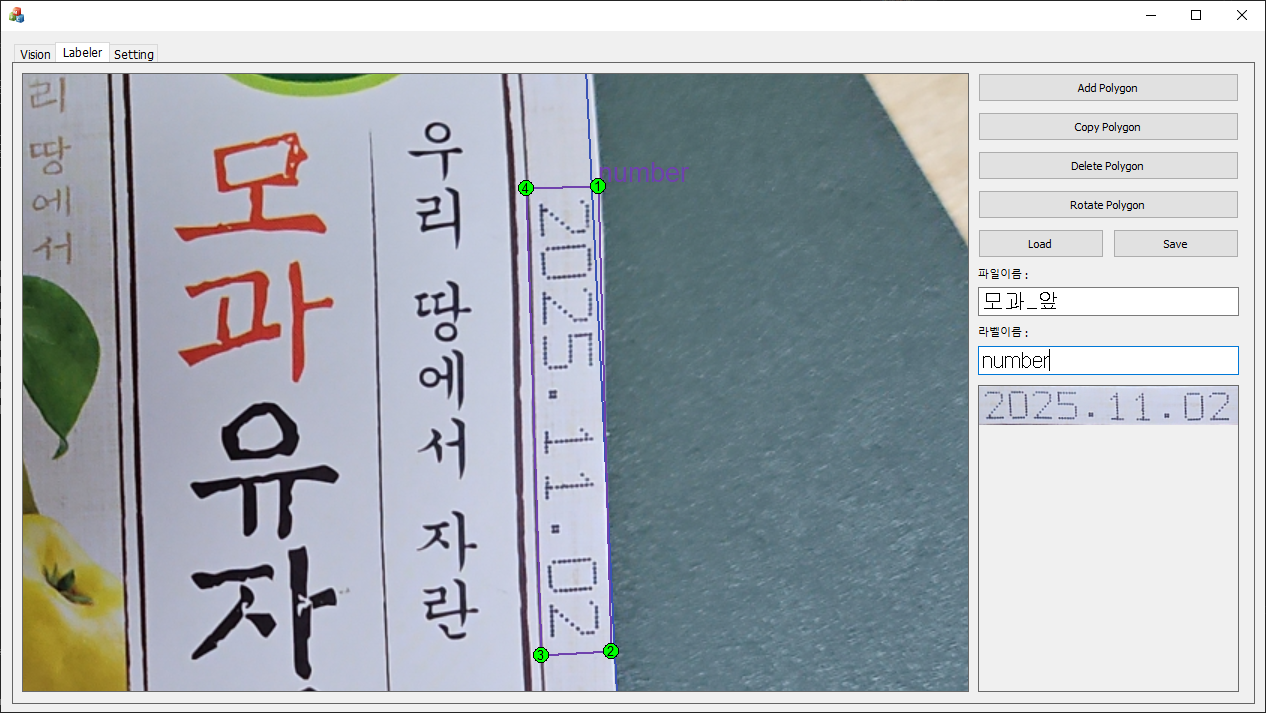 Vision Labeler Setting
리 땅 에 서
모과유자
우리 땅에서 자란
number
1
2
3
4
2025.11.02
Add Polygon
Copy Polygon
Delete Polygon
Rotate Polygon
Load Save
파일이름 :
모과_앞
라벨이름 :
number
2025.11.02